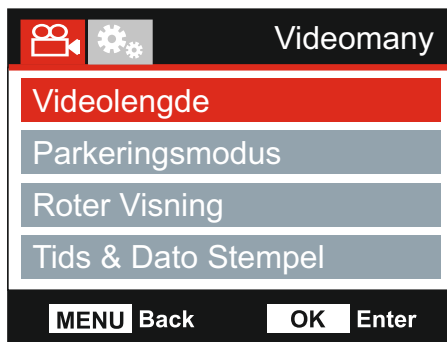 Videomany
Videolengde
Parkeringsmodus
Roter Visning
Tids & Dato Stempel
MENU Back OK Enter